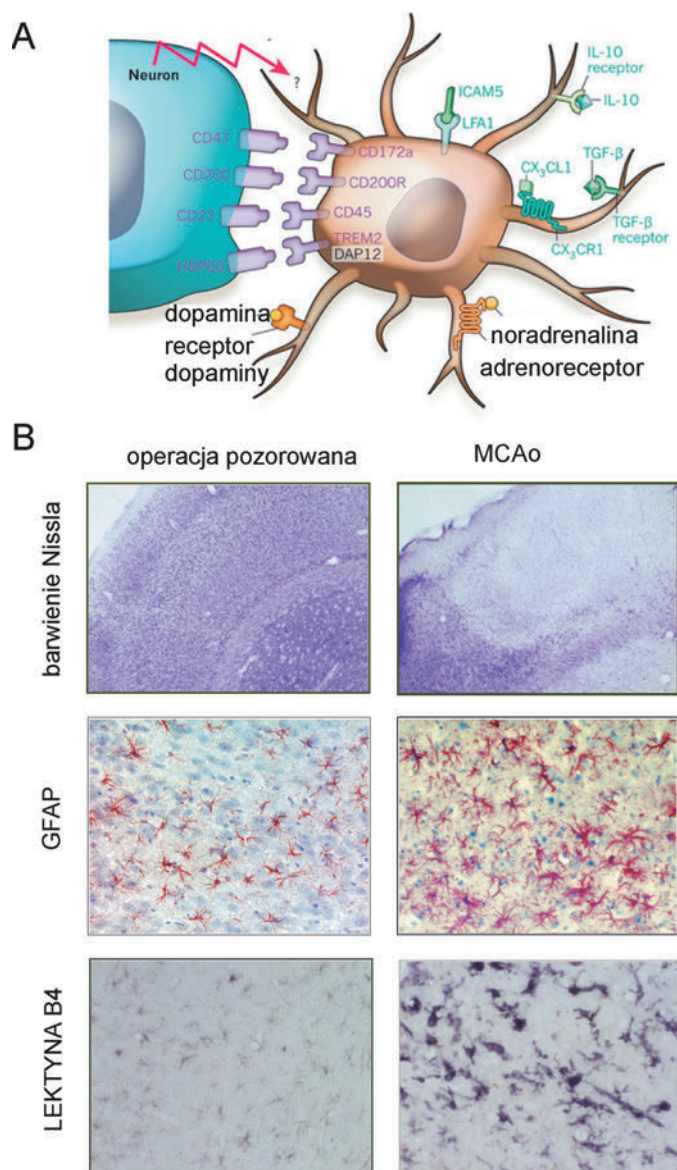 A
Neuron
?
CD47
CD200
CD22
HSP60
CD172a
CD200R
CD45
TREM2
DAP12
ICAM5
LFA1
IL-10
receptor
IL-10
CX₃CL1
TGF-β
CX₃CR1
TGF-β
receptor
dopamina
receptor
dopaminy
noradrenalina
adrenoreceptor
B
operacja pozorowana
MCAo
barwienie Nissla
GFAP
LEKTYNA B4